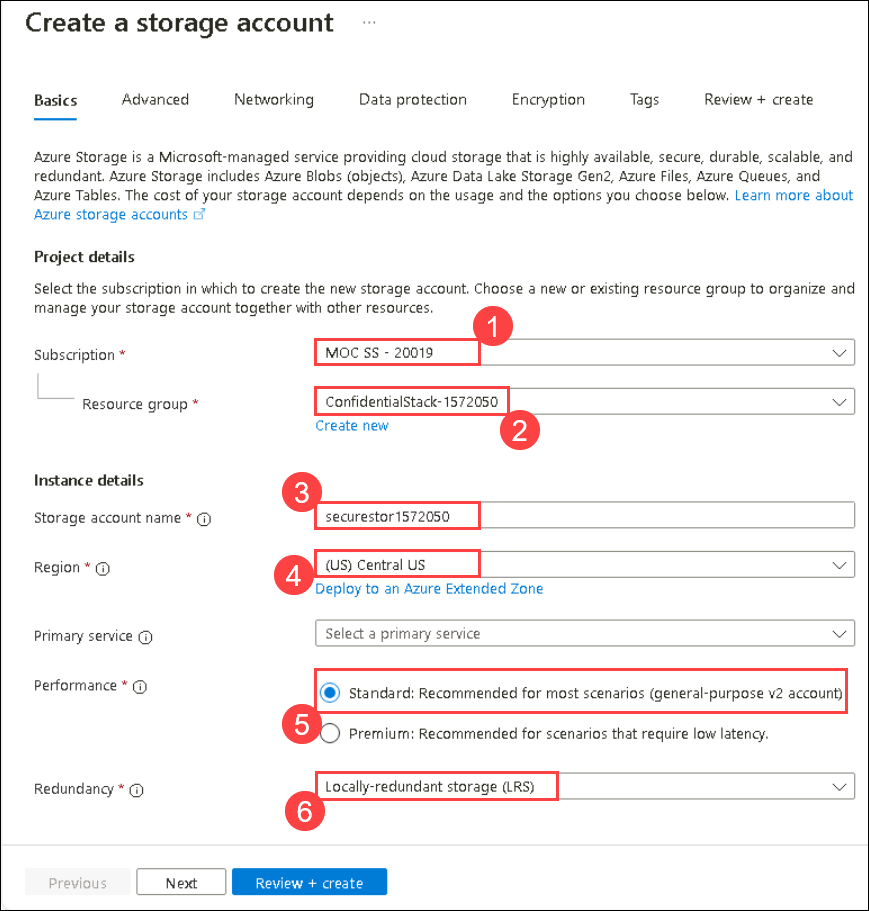 Create a storage account ...
Basics Advanced Networking Data protection Encryption Tags Review + create
Azure Storage is a Microsoft-managed service providing cloud storage that is highly available, secure, durable, scalable, and
redundant. Azure Storage includes Azure Blobs (objects), Azure Data Lake Storage Gen2, Azure Files, Azure Queues, and
Azure Tables. The cost of your storage account depends on the usage and the options you choose below. Learn more about
Azure storage accounts
Project details
Select the subscription in which to create the new storage account. Choose a new or existing resource group to organize and
manage your storage account together with other resources.
1
Subscription * MOC SS - 20019
Resource group * ConfidentialStack-1572050
Create new
2
Instance details
3
Storage account name * securestor1572050
Region * (US) Central US
4
Deploy to an Azure Extended Zone
Primary service Select a primary service
Performance * Standard: Recommended for most scenarios (general-purpose v2 account)
5
Premium: Recommended for scenarios that require low latency.
Redundancy * Locally-redundant storage (LRS)
6
Previous Next Review + create